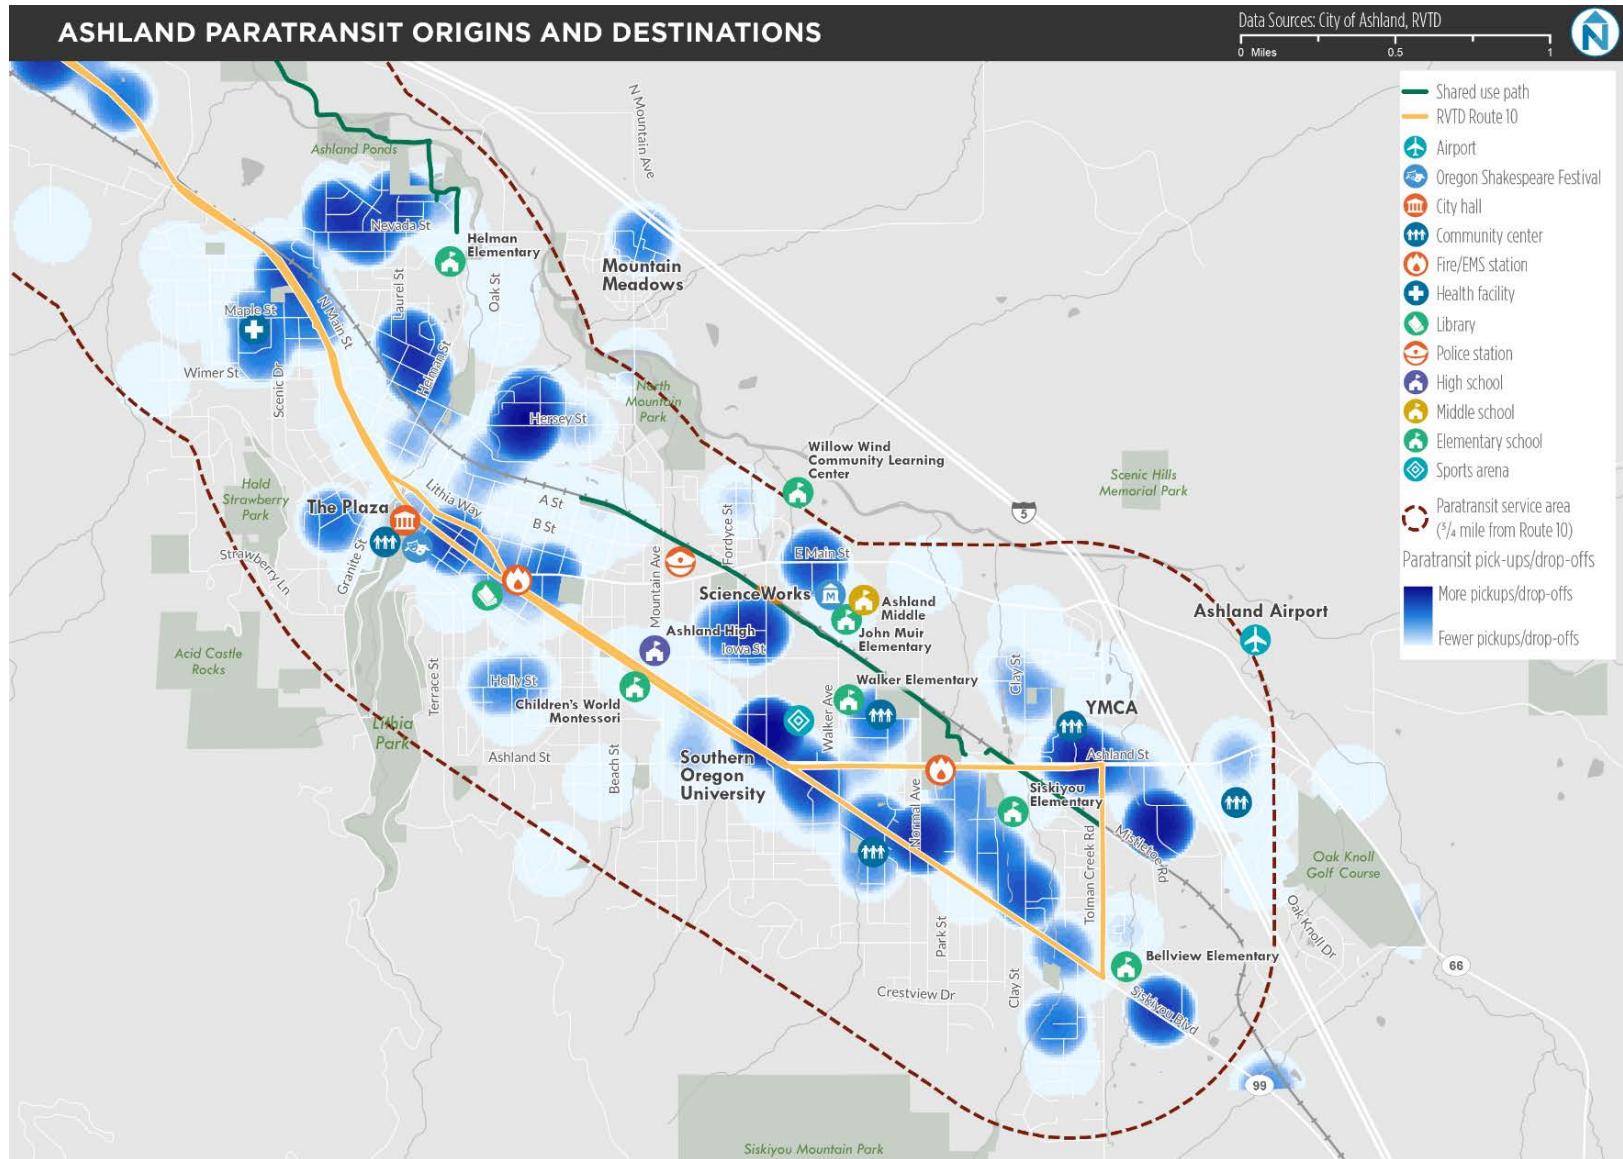 ASHLAND PARATRANSIT ORIGINS AND DESTINATIONS
Data Sources: City of Ashland, RVTD
0 Miles
0.5
1
N
Shared use path
RVTD Route 10
Airport
Oregon Shakespeare Festival
City hall
Community center
Fire/EMS station
Health facility
Library
Police station
High school
Middle school
Elementary school
Sports arena
Paratransit service area
(³/₄ mile from Route 10)
Paratransit pick-ups/drop-offs
More pickups/drop-offs
Fewer pickups/drop-offs
N Mountain Ave
Ashland Ponds
Nevada St
Helman
Elementary
Mountain
Meadows
Laurel St
Oak St
Maple St
N Main St
Wimer St
Scenic Dr
Helman St
North
Mountain
Park
Hersey St
Willow Wind
Community Learning
Center
Scenic Hills
Memorial Park
5
Hald
Strawberry
Park
The Plaza
Lithia Way
A St
B St
Fordyce St
E Main St
Strawberry Ln
Granite St
Mountain Ave
ScienceWorks
M
Ashland
Middle
John Muir
Elementary
Ashland Airport
Ashland High
Iowa St
Acid Castle
Rocks
Terrace St
Holly St
Children's World
Montessori
Walker Elementary
Clay St
YMCA
Walker Ave
Lithia
Park
Ashland St
Beach St
Southern
Oregon
University
Ashland St
Normal Ave
Siskiyou
Elementary
Tolman Creek Rd
Mistletoe Rd
Oak Knoll
Golf Course
Oak Knoll Dr
Park St
Clay St
Bellview Elementary
66
Crestview Dr
Siskiyou Blvd
99
Siskiyou Mountain Park